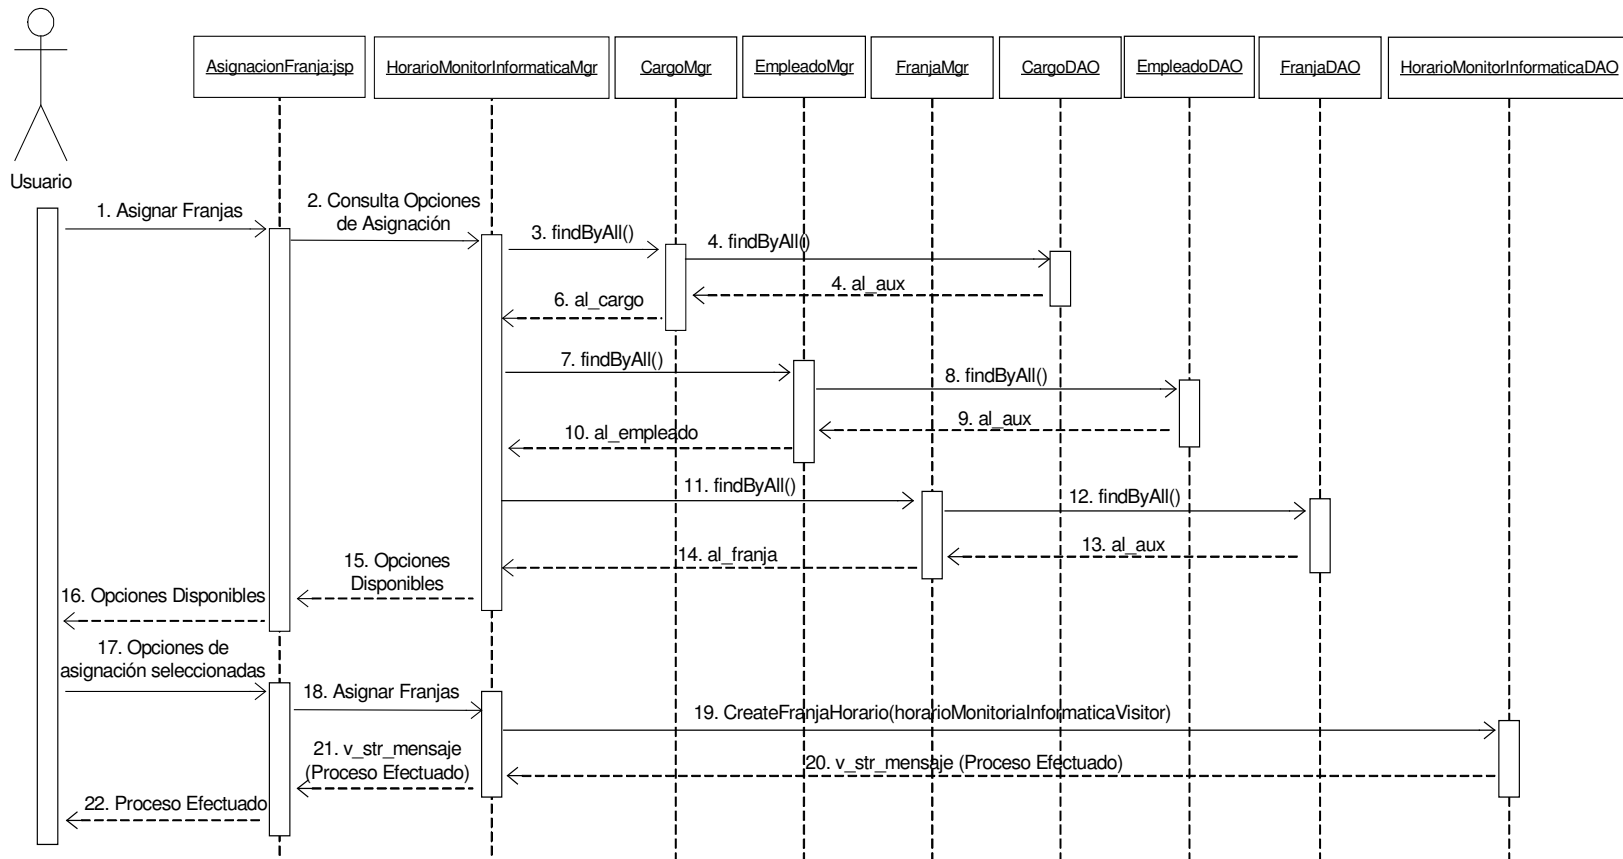 AsignacionFranja:jsp
HorarioMonitorInformaticaMgr
CargoMgr
EmpleadoMgr
FranjaMgr
CargoDAO
EmpleadoDAO
FranjaDAO
HorarioMonitorInformaticaDAO
Usuario
1. Asignar Franjas
2. Consulta Opciones
de Asignación
3. findByAll()
4. findByAll()
4. al_aux
6. al_cargo
7. findByAll()
8. findByAll()
9. al_aux
10. al_empleado
11. findByAll()
12. findByAll()
13. al_aux
14. al_franja
15. Opciones
Disponibles
16. Opciones Disponibles
17. Opciones de
asignación seleccionadas
18. Asignar Franjas
19. CreateFranjaHorario(horarioMonitoriaInformaticaVisitor)
20. v_str_mensaje (Proceso Efectuado)
21. v_str_mensaje
(Proceso Efectuado)
22. Proceso Efectuado